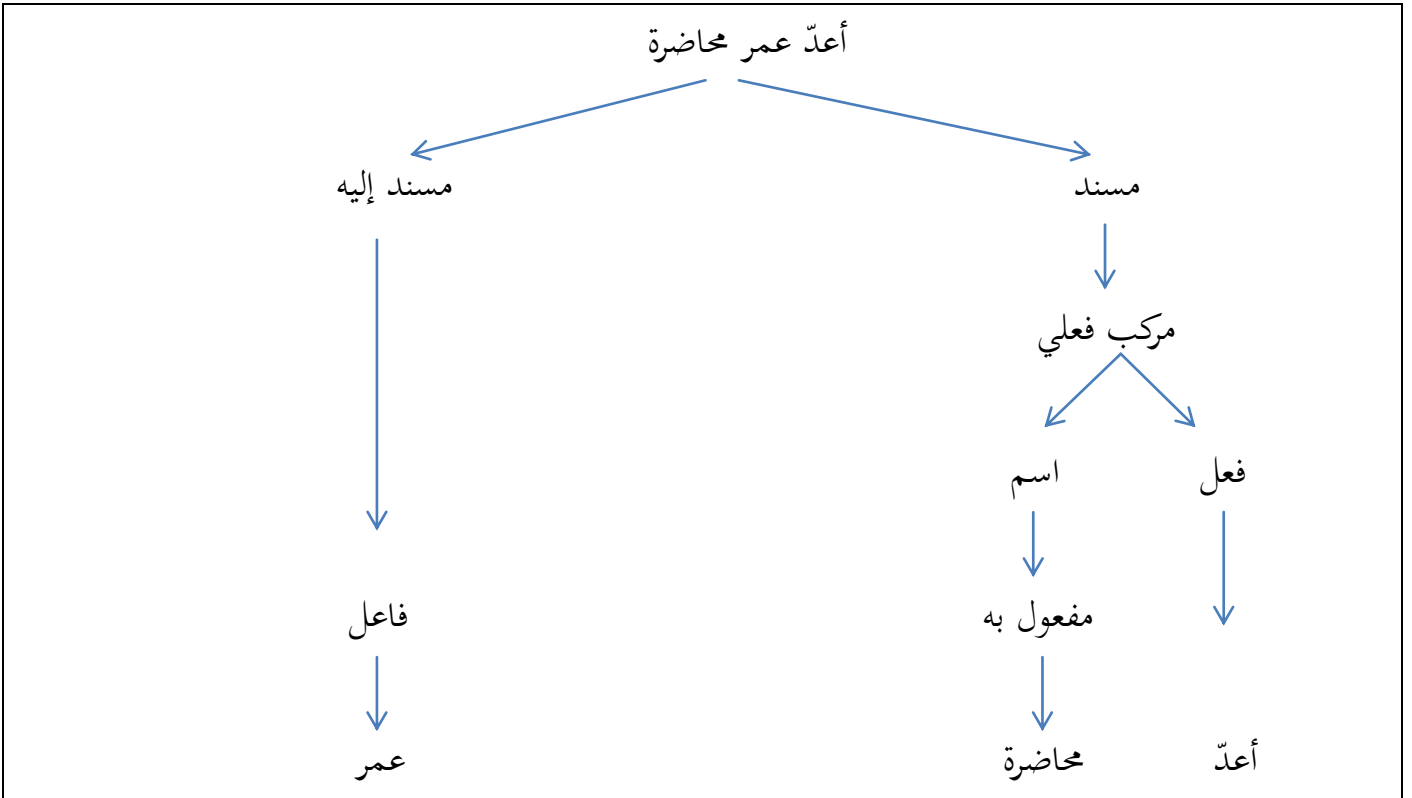 أعدّ عمر محاضرة
مسند
مسند إليه
مركب فعلي
فعل
اسم
مفعول به
فاعل
أعدّ
محاضرة
عمر